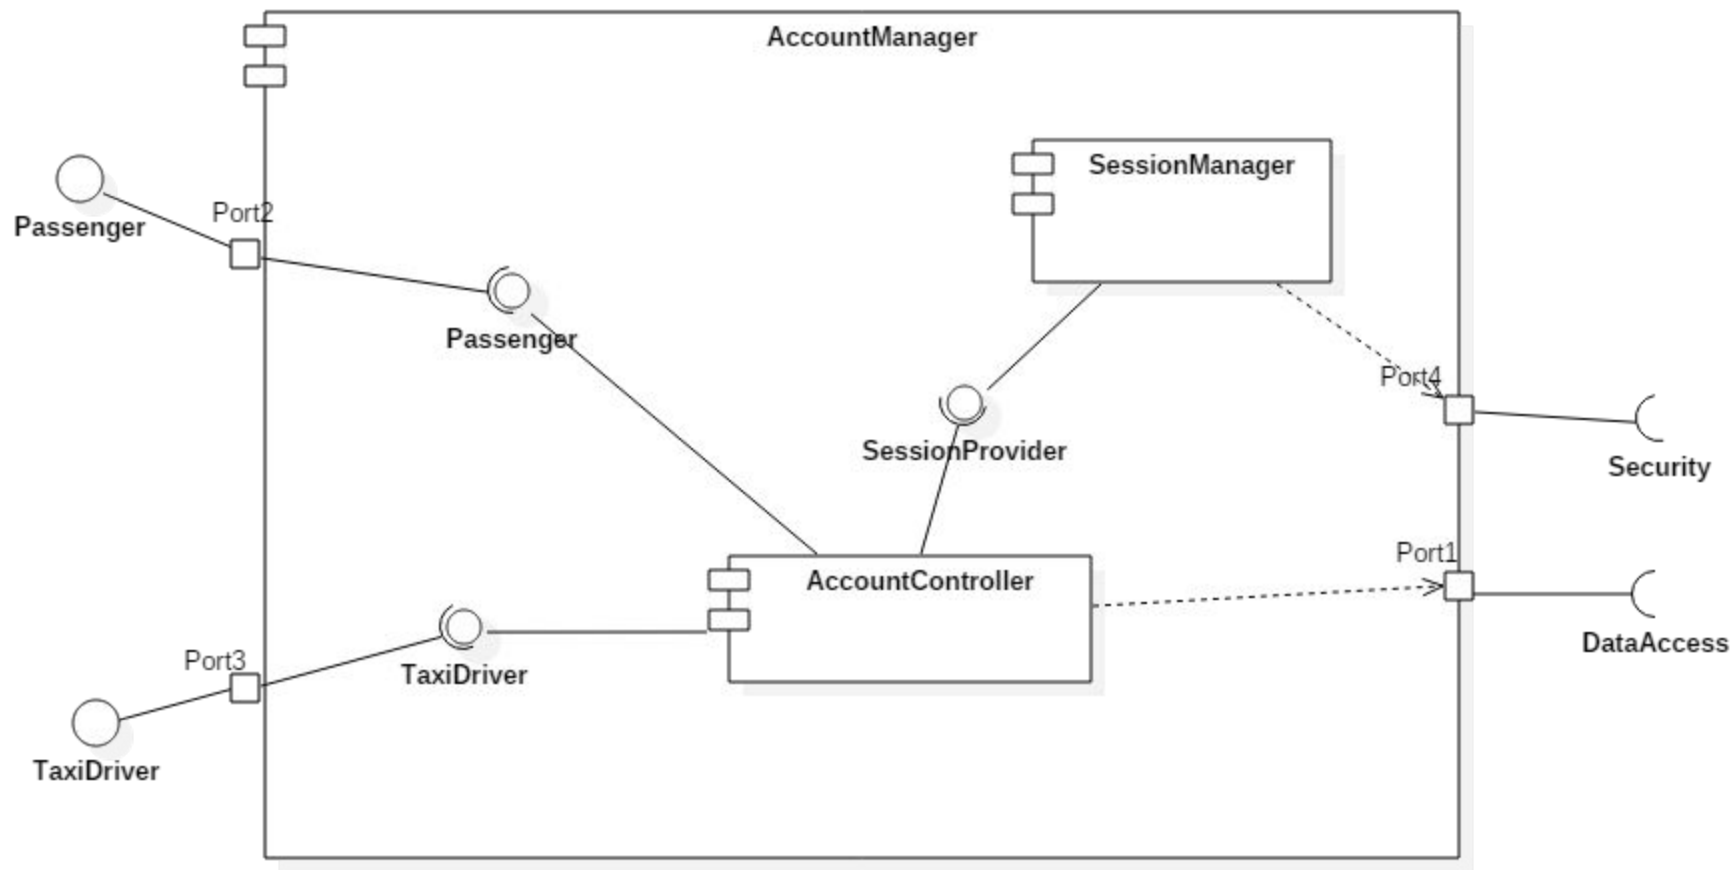 AccountManager
SessionManager
Passenger
Port2
Passenger
Port4
SessionProvider
Security
Port1
AccountController
DataAccess
Port3
TaxiDriver
TaxiDriver